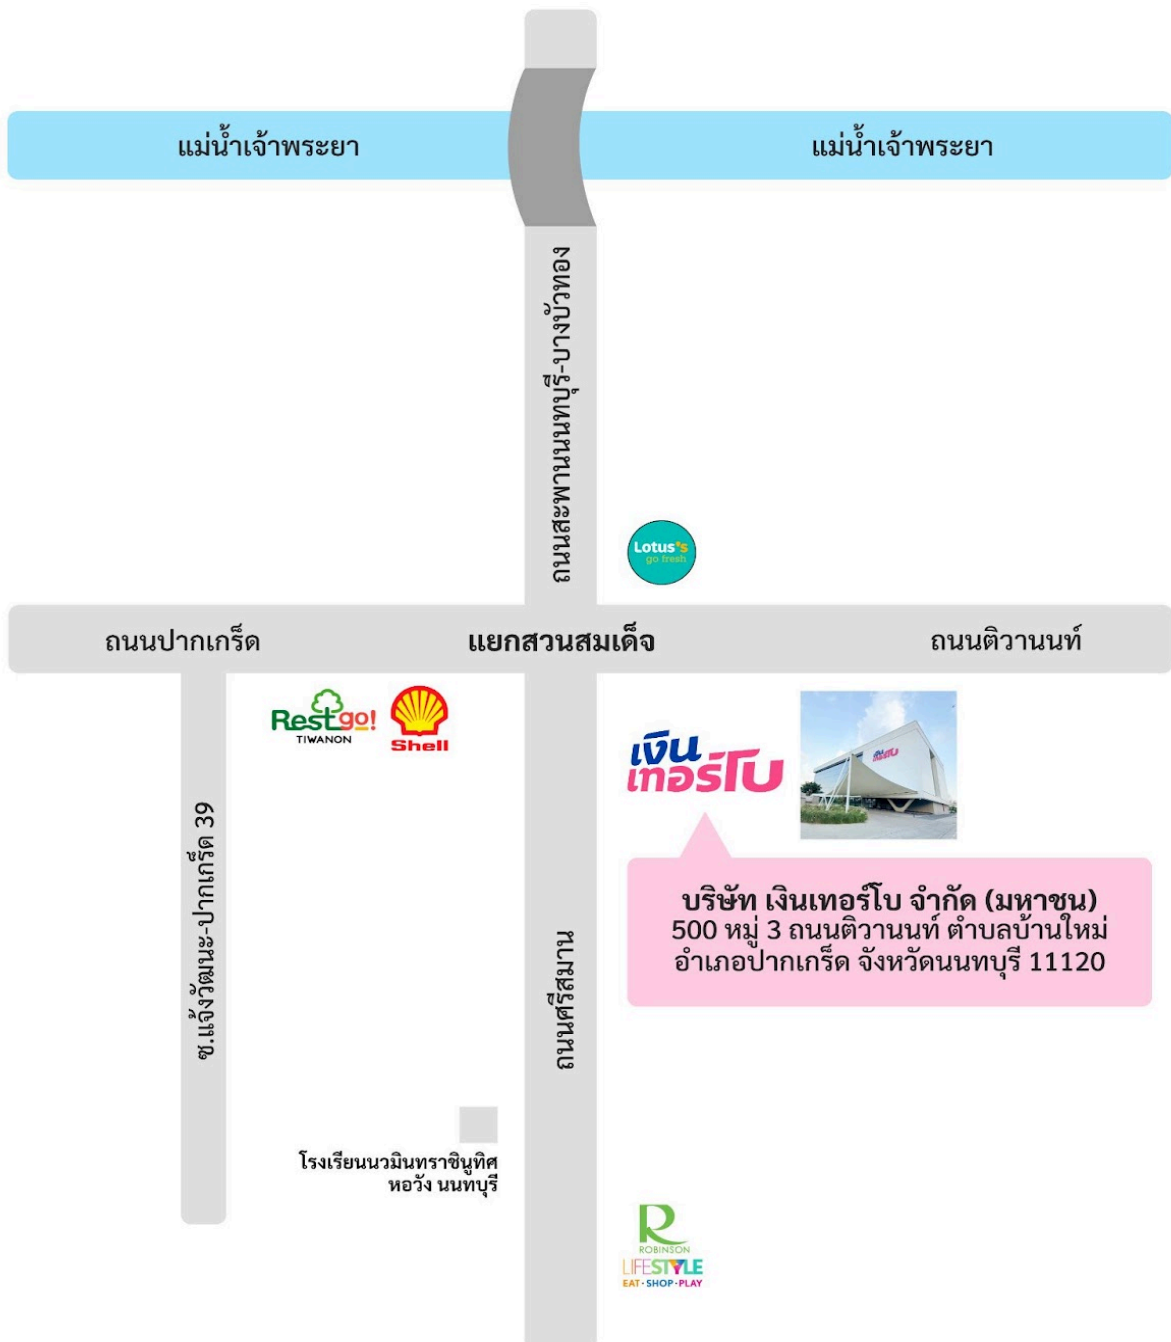 แม่น้ำเจ้าพระยา
แม่น้ำเจ้าพระยา
ถนนสะพานนนทบุรี-บางบัวทอง
Lotus's
go fresh
ถนนปากเกร็ด
แยกสวนสมเด็จ
ถนนติวานนท์
Rest go!
TIWANON
Shell
เงิน
เทอร์โบ
เงิน
เทอร์โบ
ซ.แจ้งวัฒนะ-ปากเกร็ด 39
บริษัท เงินเทอร์โบ จำกัด (มหาชน)
500 หมู่ 3 ถนนติวานนท์ ตำบลบ้านใหม่
อำเภอปากเกร็ด จังหวัดนนทบุรี 11120
ถนนศรีสมาน
โรงเรียนนวมินทราชินูทิศ
หอวัง นนทบุรี
R
ROBINSON
LIFESTYLE
EAT·SHOP·PLAY